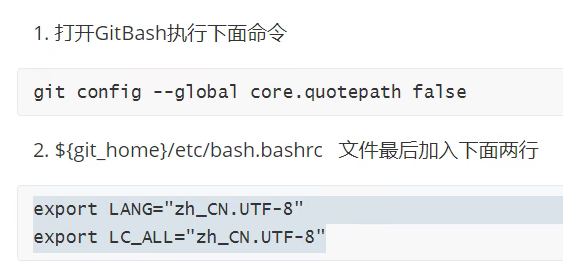 1. 打开GitBash执行下面命令
git config --global core.quotepath false
2. ${git_home}/etc/bash.bashrc 文件最后加入下面两行
export LANG="zh_CN.UTF-8"
export LC_ALL="zh_CN.UTF-8"